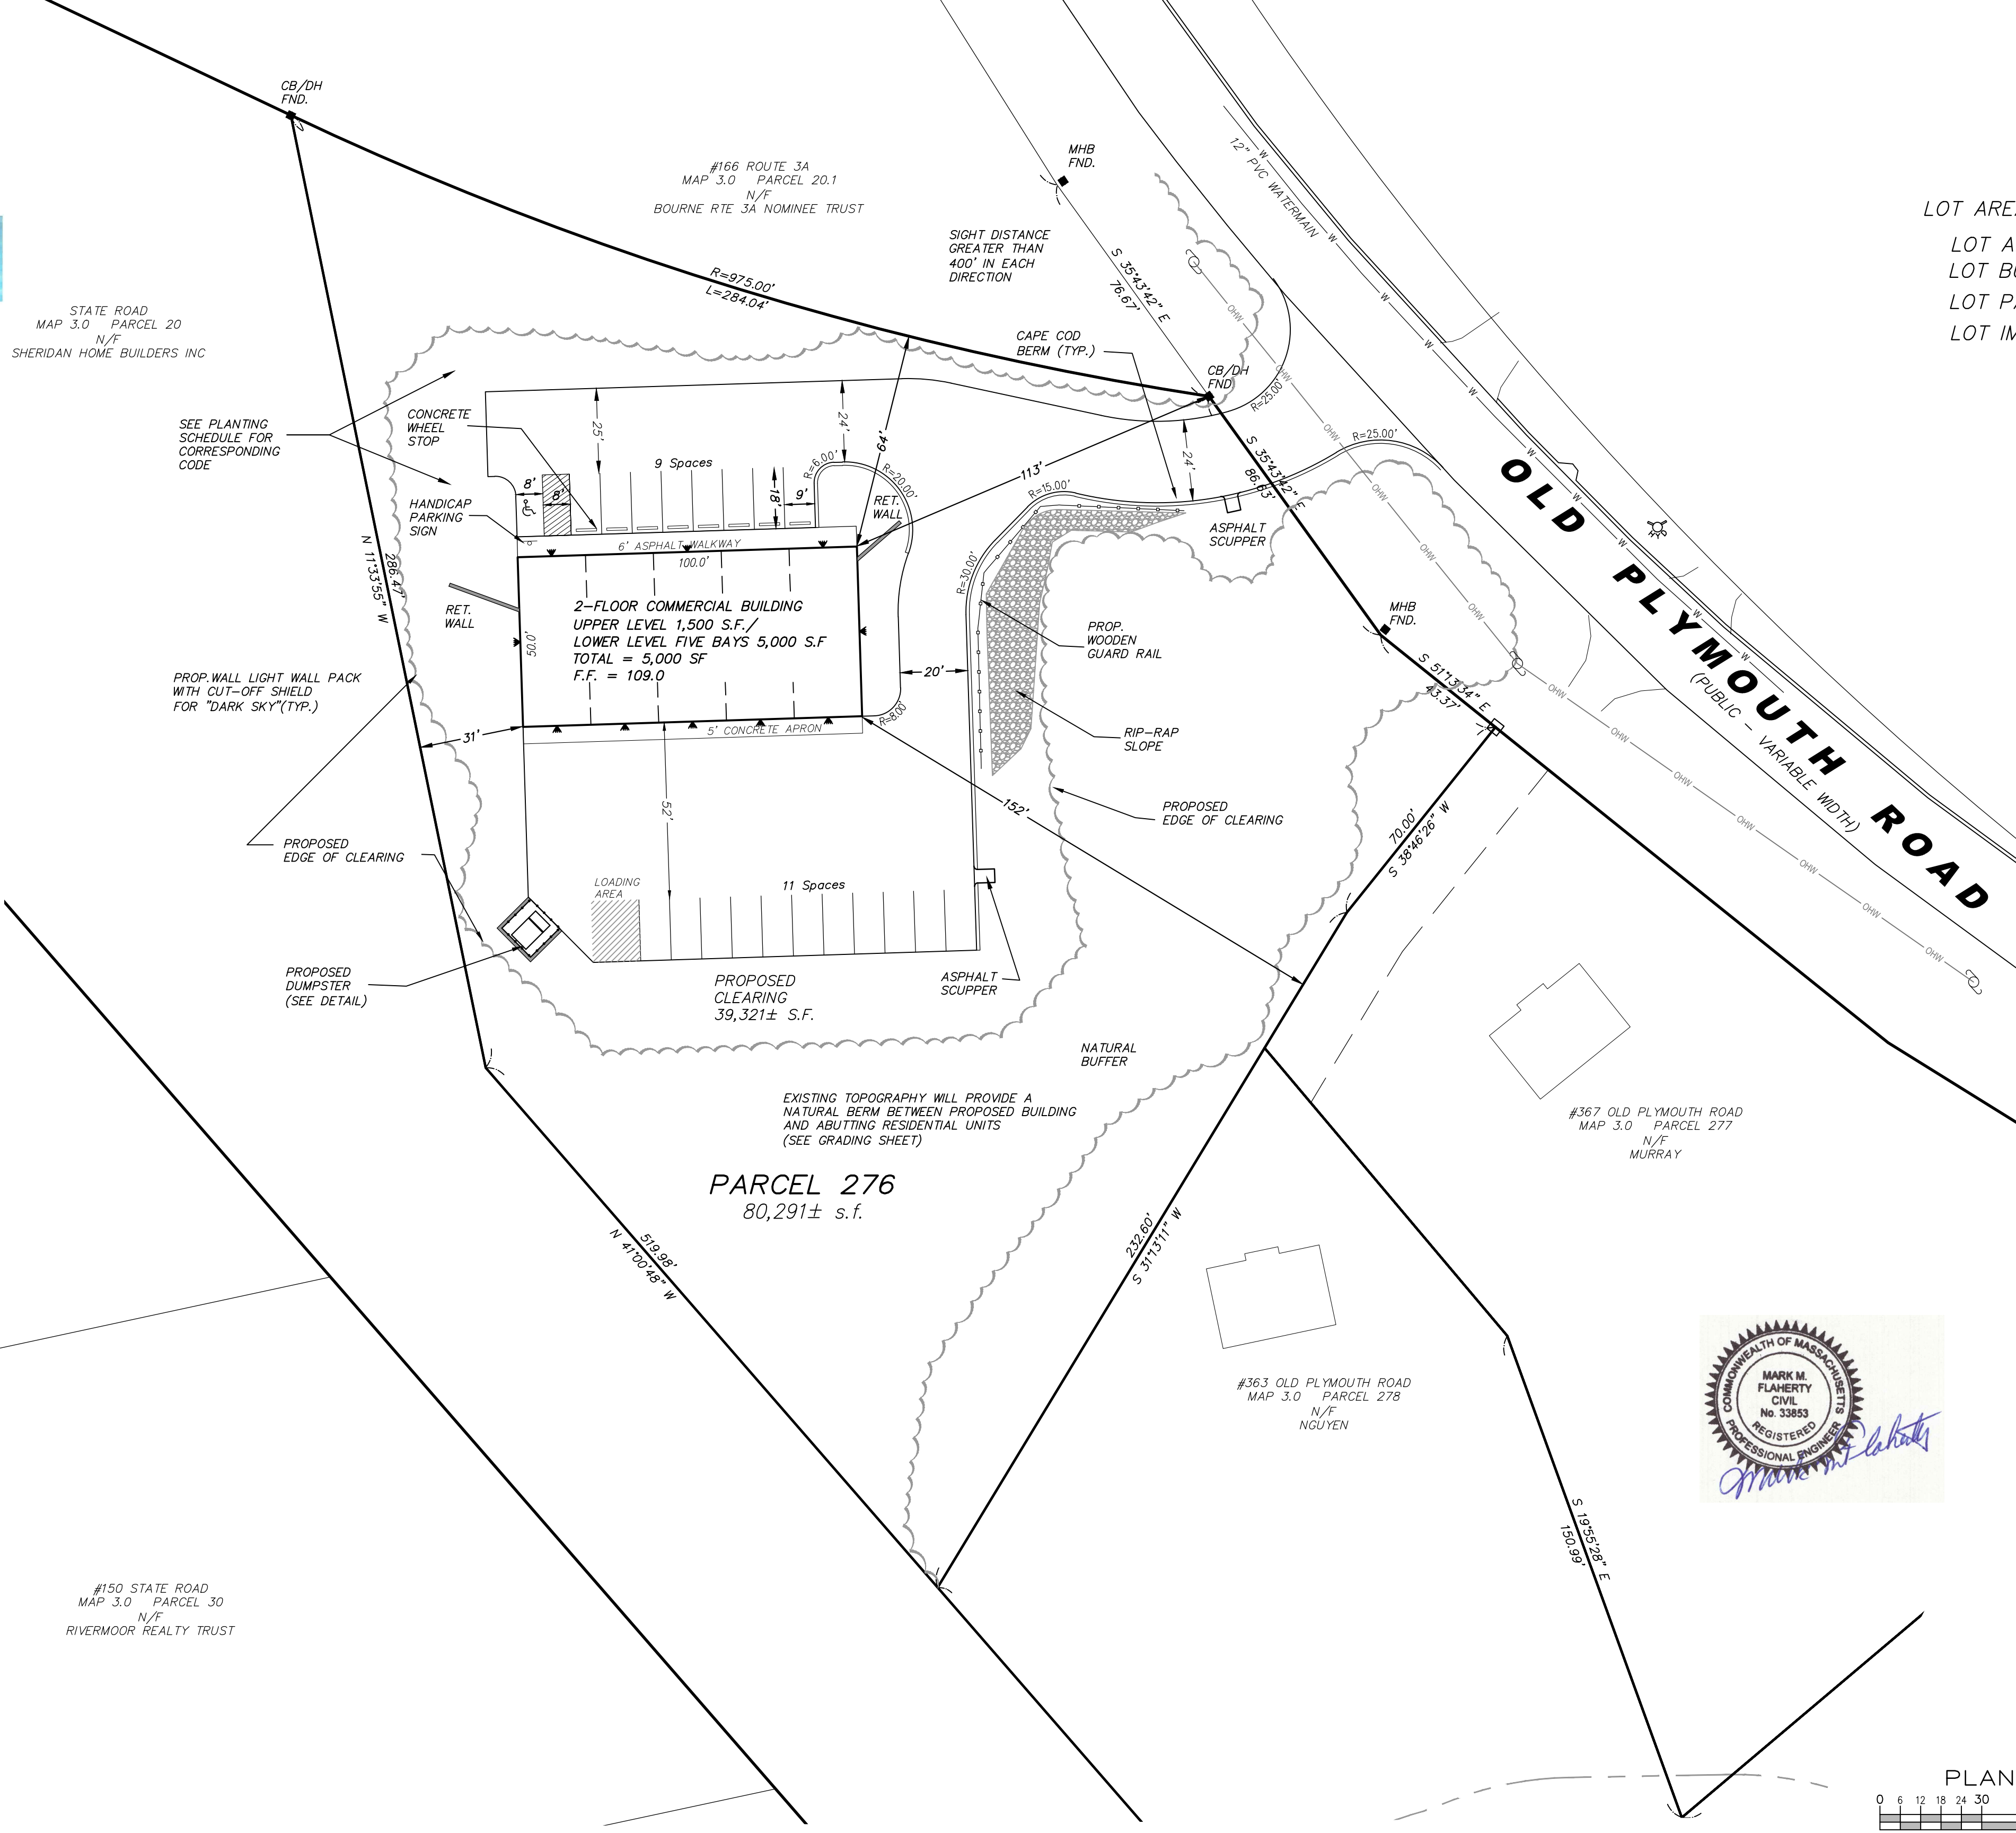 CB/DH
FND.
#166 ROUTE 3A
MAP 3.0 PARCEL 20.1
N/F
BOURNE RTE 3A NOMINEE TRUST
MHB
FND.
12" PVC WATERMAIN
W
W
W
W
W
W
W
W
W
W
W
W
LOT
LOT
LOT
LOT
LOT
SIGHT DISTANCE
GREATER THAN
400' IN EACH
DIRECTION
S 35°43'42" E
76.67'
R=975.00'
L=284.04'
STATE ROAD
MAP 3.0 PARCEL 20
N/F
SHERIDAN HOME BUILDERS INC
CAPE COD
BERM (TYP.)
CB/DH
FND
R=25.00'
R=25.00'
OHW
OHW
OHW
OHW
OHW
OHW
OHW
OHW
OHW
OHW
OHW
OHW
OHW
SEE PLANTING
SCHEDULE FOR
CORRESPONDING
CODE
CONCRETE
WHEEL
STOP
25'
24'
64'
24'
S 35°43'42" E
86.63'
9 Spaces
R=6.00'
R=20.00'
113'
R=15.00'
HANDICAP
PARKING
SIGN
8'
8'
18'
9'
RET.
WALL
ASPHALT
SCUPPER
OLD PLYMOUTH ROAD
(PUBLIC – VARIABLE WIDTH)
6' ASPHALT WALKWAY
100.0'
286.47'
N 11°33'55" W
R=30.00'
RET.
WALL
50.0'
2-FLOOR COMMERCIAL BUILDING
UPPER LEVEL 1,500 S.F./
LOWER LEVEL FIVE BAYS 5,000 S.F
TOTAL = 5,000 SF
F.F. = 109.0
20'
PROP.
WOODEN
GUARD RAIL
MHB
FND.
S 51°13'34" E
43.37'
PROP.WALL LIGHT WALL PACK
WITH CUT-OFF SHIELD
FOR "DARK SKY"(TYP.)
31'
5' CONCRETE APRON
R=8.00'
RIP-RAP
SLOPE
52'
152'
PROPOSED
EDGE OF CLEARING
70.00'
S 38°46'26" W
PROPOSED
EDGE OF CLEARING
LOADING
AREA
11 Spaces
PROPOSED
DUMPSTER
(SEE DETAIL)
PROPOSED
CLEARING
39,321± S.F.
ASPHALT
SCUPPER
NATURAL
BUFFER
EXISTING TOPOGRAPHY WILL PROVIDE A
NATURAL BERM BETWEEN PROPOSED BUILDING
AND ABUTTING RESIDENTIAL UNITS
(SEE GRADING SHEET)
#367 OLD PLYMOUTH ROAD
MAP 3.0 PARCEL 277
N/F
MURRAY
PARCEL 276
80,291± s.f.
519.98'
N 41°00'48" W
232.60'
S 31°13'11" W
#363 OLD PLYMOUTH ROAD
MAP 3.0 PARCEL 278
N/F
NGUYEN
COMMONWEALTH OF MASSACHUSETTS
MARK M.
FLAHERTY
CIVIL
No. 33853
REGISTERED
PROFESSIONAL ENGINEER
Mark M Flaherty
S 19°55'28" E
150.99'
#150 STATE ROAD
MAP 3.0 PARCEL 30
N/F
RIVERMOOR REALTY TRUST
PLAN
0 6 12 18 24 30